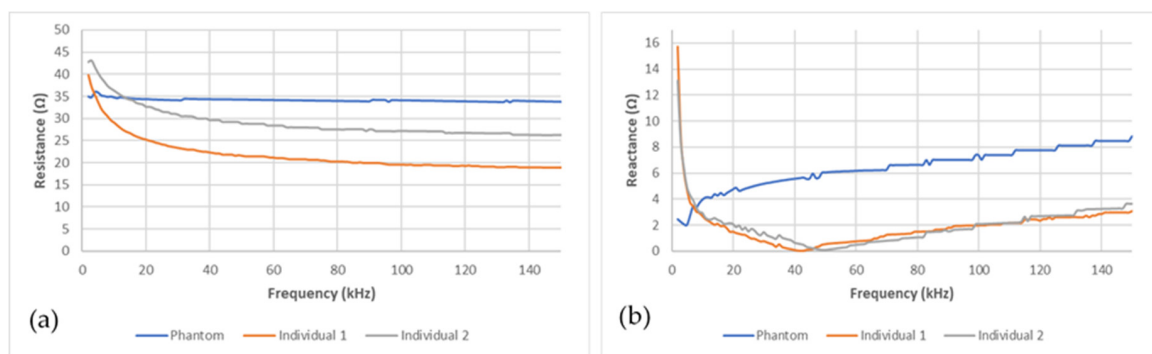 50
45
40
35
30
25
20
15
10
5
0
Resistance (Ω)
0 20 40 60 80 100 120 140
Frequency (kHz)
(a)
Phantom Individual 1 Individual 2
16
14
12
10
8
6
4
2
0
Reactance (Ω)
0 20 40 60 80 100 120 140
Frequency (kHz)
(b)
Phantom Individual 1 Individual 2